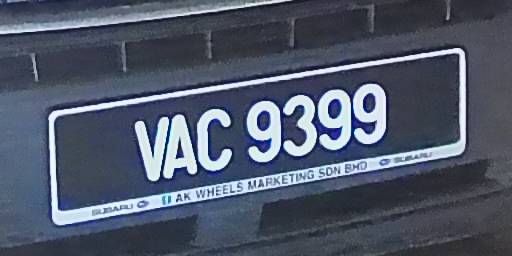 VAC 9399
SUBARU AK WHEELS MARKETING SDN BHD SUBARU